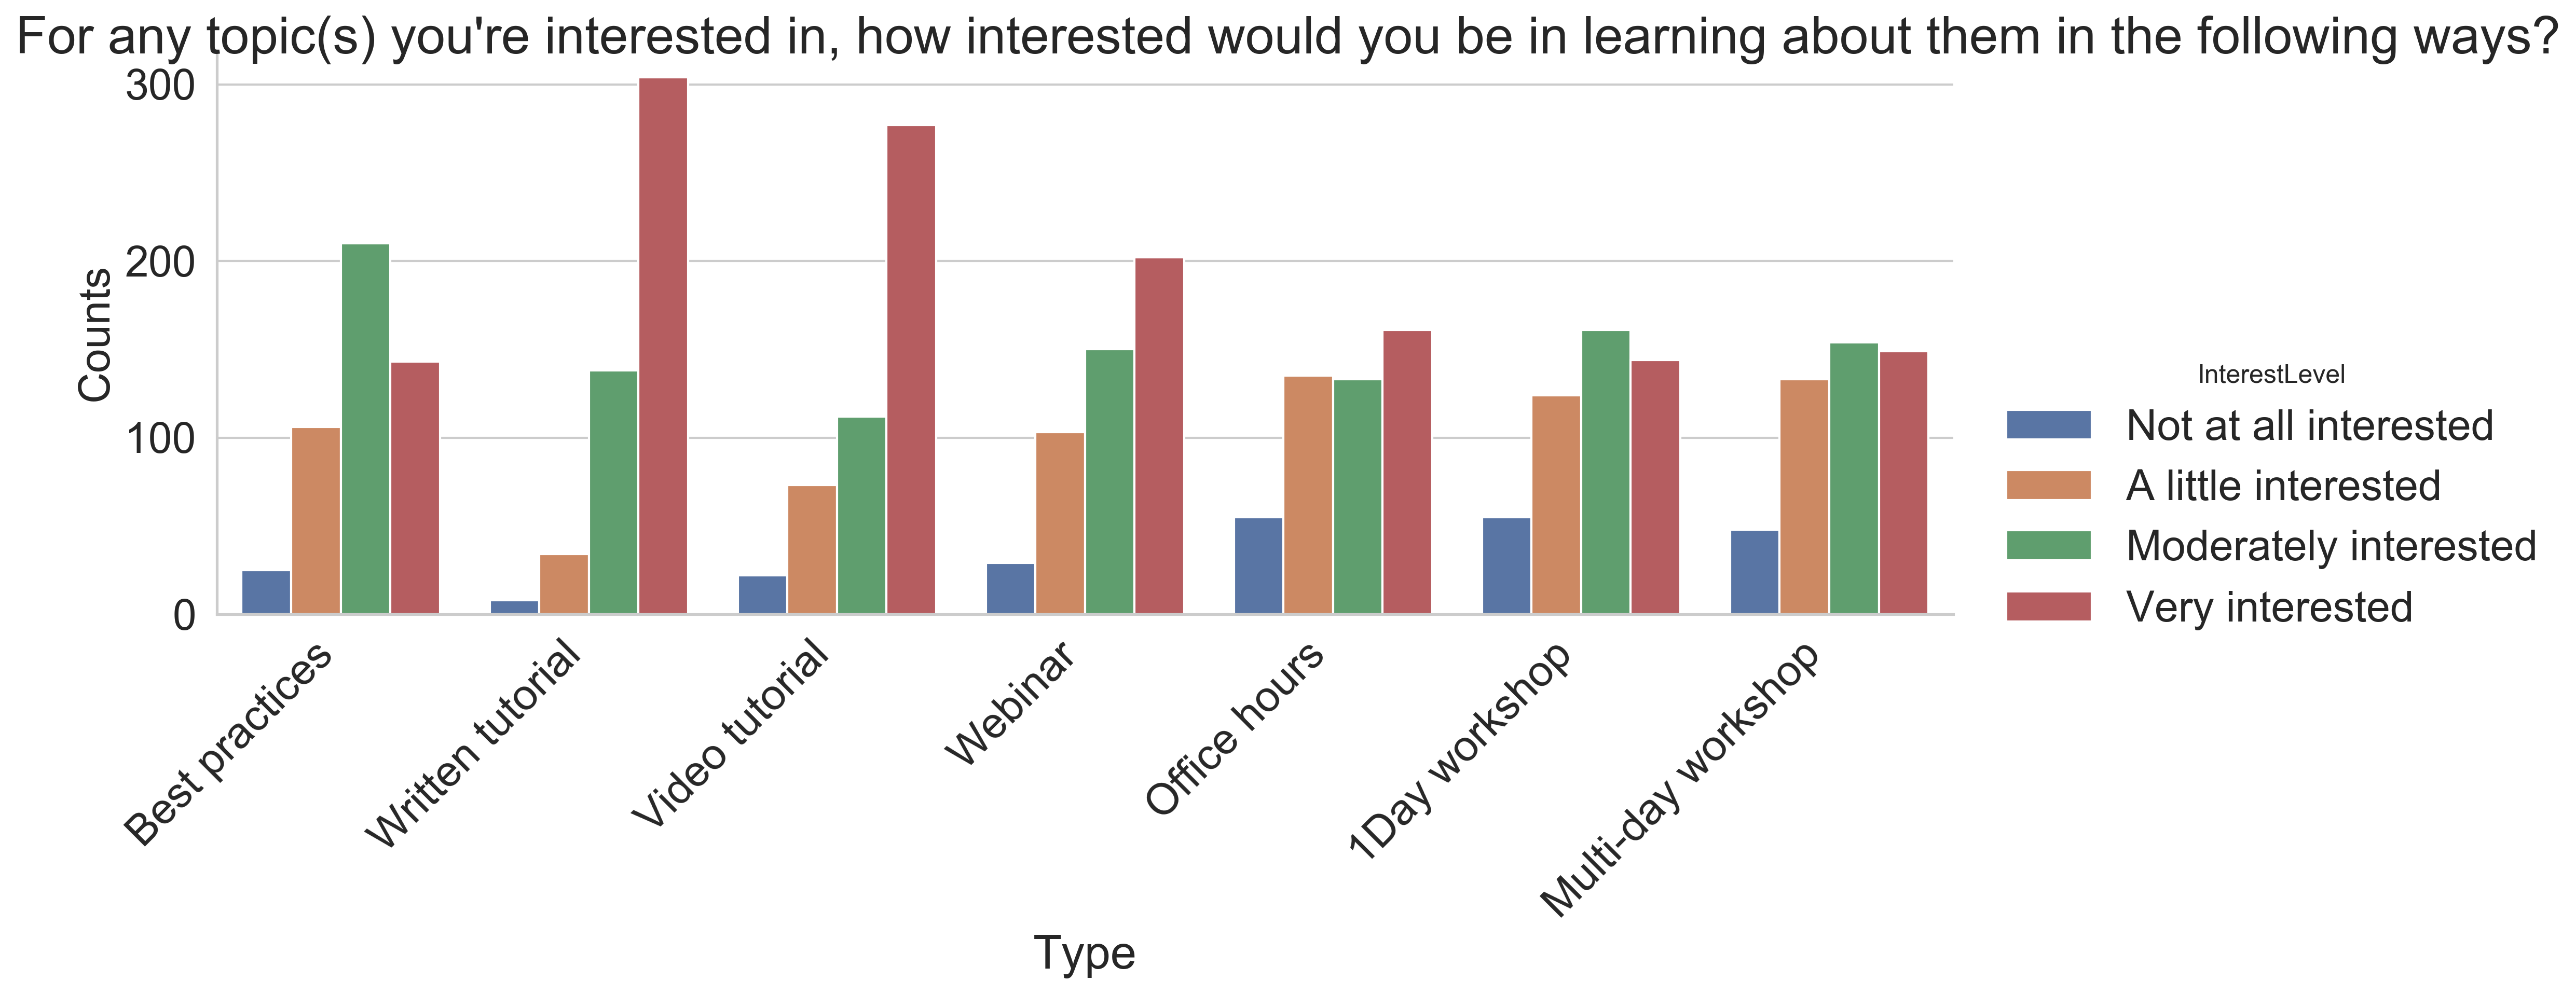 For any topic(s) you're interested in, how interested would you be in learning about them in the following ways?
300
200
100
0
Counts
Best practices
Written tutorial
Video tutorial
Webinar
Office hours
1Day workshop
Multi-day workshop
Type
InterestLevel
Not at all interested
A little interested
Moderately interested
Very interested